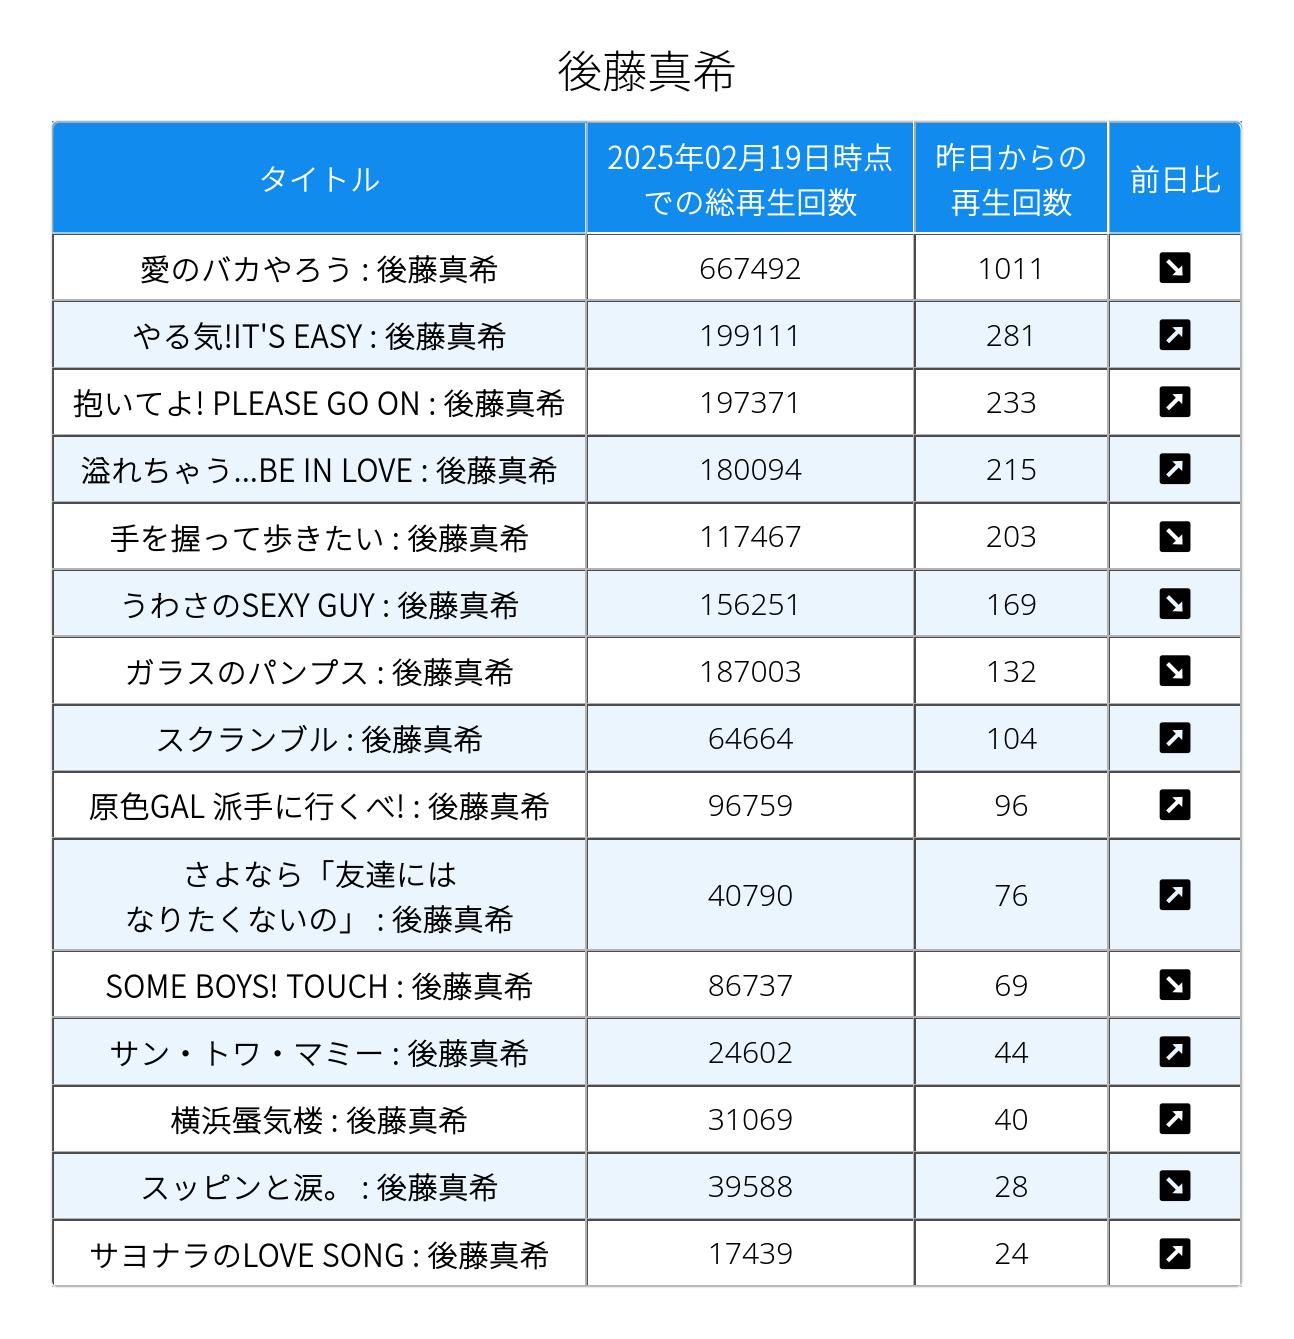 後藤真希
タイトル
2025年02月19日時点
での総再生回数
昨日からの
再生回数
前日比
愛のバカやろう : 後藤真希 667492 1011
やる気!IT'S EASY : 後藤真希 199111 281
抱いてよ! PLEASE GO ON : 後藤真希 197371 233
溢れちゃう...BE IN LOVE : 後藤真希 180094 215
手を握って歩きたい : 後藤真希 117467 203
うわさのSEXY GUY : 後藤真希 156251 169
ガラスのパンプス : 後藤真希 187003 132
スクランブル : 後藤真希 64664 104
原色GAL 派手に行くべ! : 後藤真希 96759 96
さよなら「友達には
なりたくないの」 : 後藤真希 40790 76
SOME BOYS! TOUCH : 後藤真希 86737 69
サン・トワ・マミー : 後藤真希 24602 44
横浜蜃気楼 : 後藤真希 31069 40
スッピンと涙。 : 後藤真希 39588 28
サヨナラのLOVE SONG : 後藤真希 17439 24